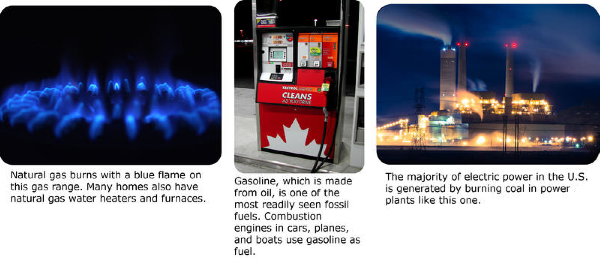 CLEANS
Natural gas burns with a blue flame on
this gas range. Many homes also have
natural gas water heaters and furnaces.
Gasoline, which is made
from oil, is one of the
most readily seen fossil
fuels. Combustion
engines in cars, planes,
and boats use gasoline as
fuel.
The majority of electric power in the U.S.
is generated by burning coal in power
plants like this one.